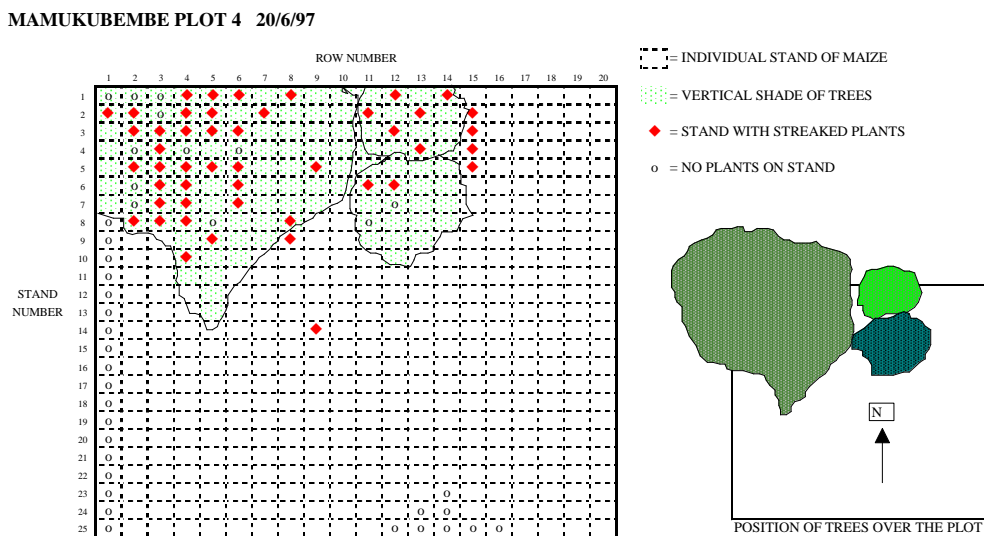 MAMUKUBEMBE PLOT 4 20/6/97
ROW NUMBER
1 2 3 4 5 6 7 8 9 10 11 12 13 14 15 16 17 18 19 20
STAND
NUMBER
1
2
3
4
5
6
7
8
9
10
11
12
13
14
15
16
17
18
19
20
21
22
23
24
25
= INDIVIDUAL STAND OF MAIZE
= VERTICAL SHADE OF TREES
= STAND WITH STREAKED PLANTS
o = NO PLANTS ON STAND
N
POSITION OF TREES OVER THE PLOT